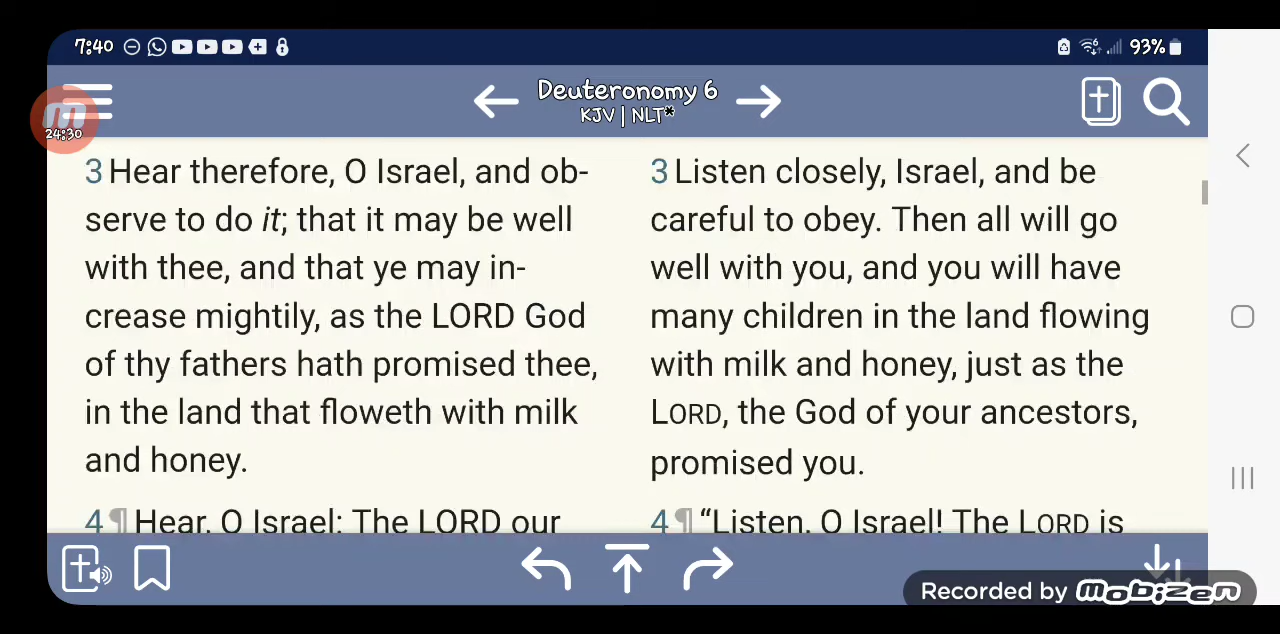 7:40
93%
Deuteronomy 6
KJV | NLT*
24:30
3 Hear therefore, O Israel, and ob-
serve to do it; that it may be well
with thee, and that ye may in-
crease mightily, as the LORD God
of thy fathers hath promised thee,
in the land that floweth with milk
and honey.
4 ¶ Hear, O Israel: The LORD our
3 Listen closely, Israel, and be
careful to obey. Then all will go
well with you, and you will have
many children in the land flowing
with milk and honey, just as the
LORD, the God of your ancestors,
promised you.
4 ¶ “Listen, O Israel! The LORD is
Recorded by mobizen